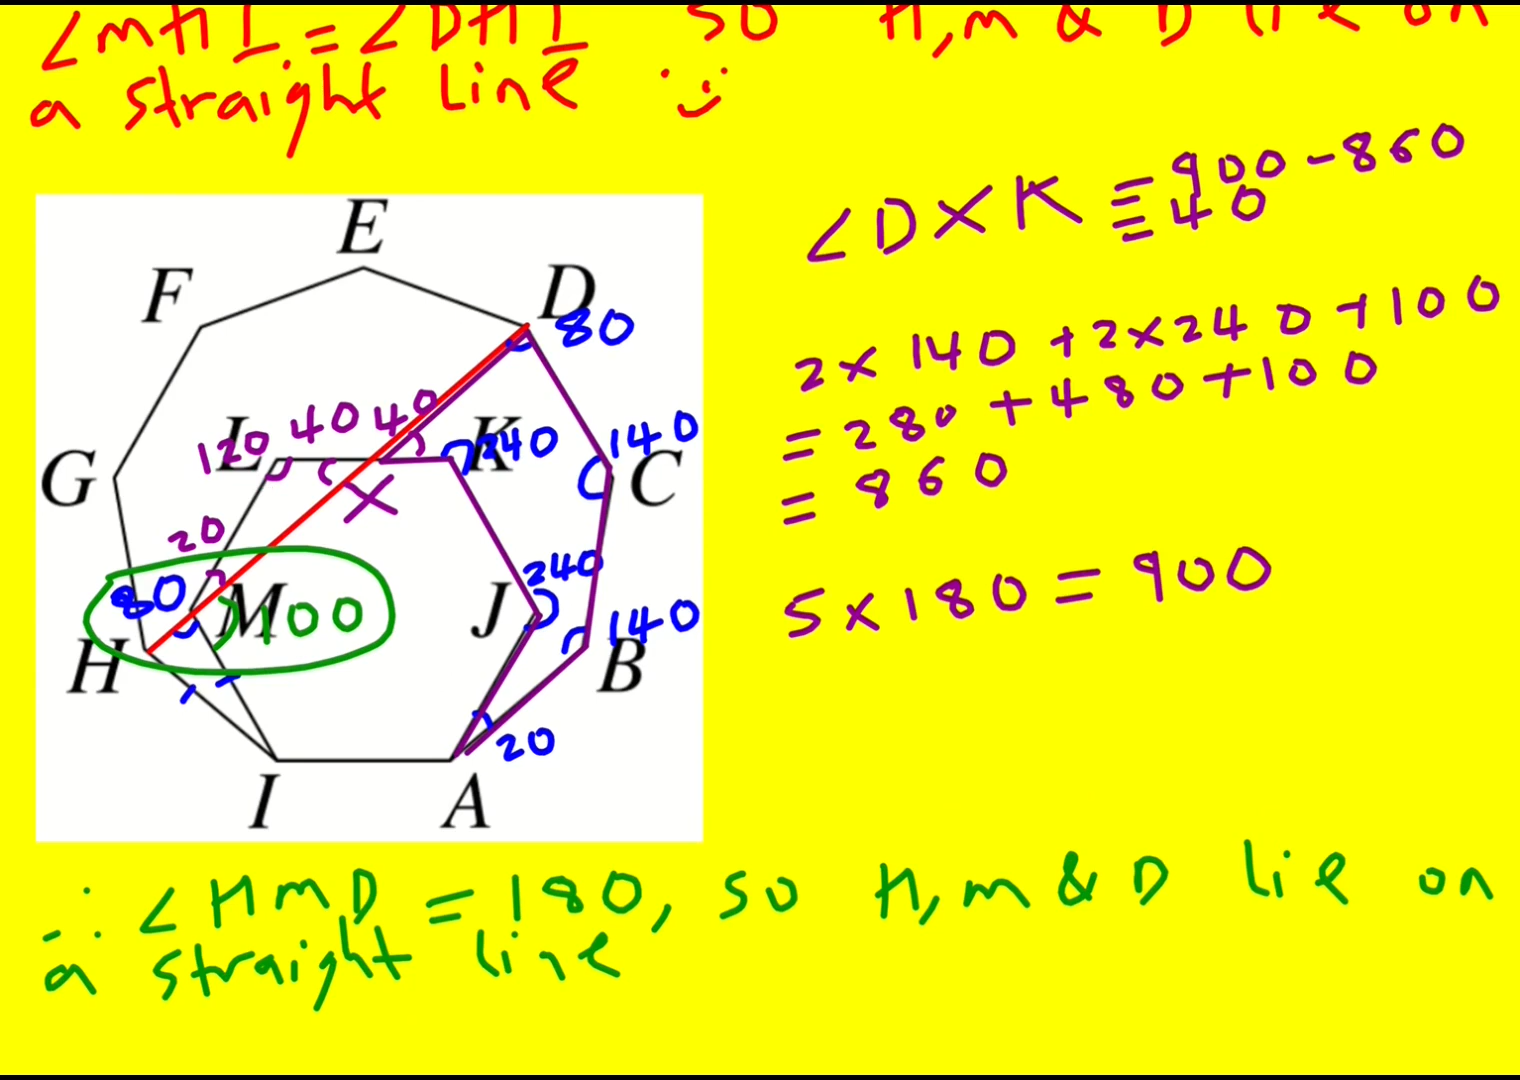 ∠MHI = ∠DHI so H, M & D lie on
a straight line
∠DXK ≡ 900 - 860
≡ 40
E
F
D
80
2 × 140 + 2 × 240 + 100
= 280 + 480 + 100
= 860
120
L
40
40
K
240
140
G
X
C
20
240
5 × 180 = 900
80
M
100
J
140
H
B
20
I
A
∴ ∠HMD = 180, so H, M & D lie on
a straight line